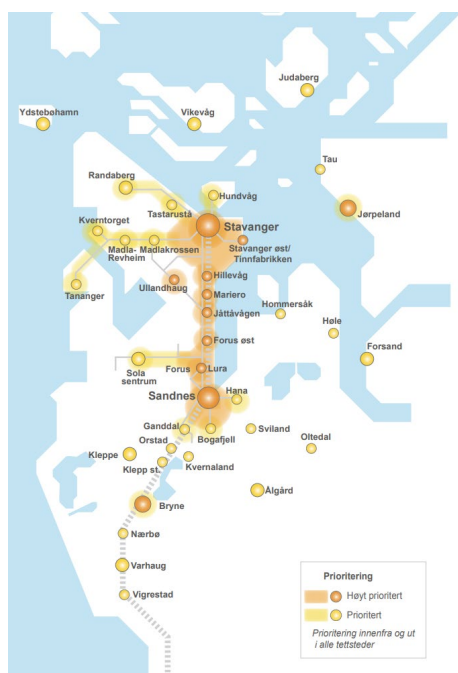 Judaberg
Ydstebøhamn
Vikevåg
Tau
Randaberg
Hundvåg
Tastarustå
Jørpeland
Kverntorget
Stavanger
Madla-
Revheim
Madlakrossen
Stavanger øst/
Tinnfabrikken
Hillevåg
Ullandhaug
Tananger
Mariero
Hommersåk
Jåttåvågen
Høle
Forus øst
Forsand
Sola
sentrum
Forus
Lura
Hana
Sandnes
Ganddal
Bogafjell
Sviland
Orstad
Oltedal
Kleppe
Klepp st.
Kvernaland
Ålgård
Bryne
Nærbø
Varhaug
Vigrestad
Prioritering
Høyt prioritert
Prioritert
Prioritering innenfra og ut
i alle tettsteder